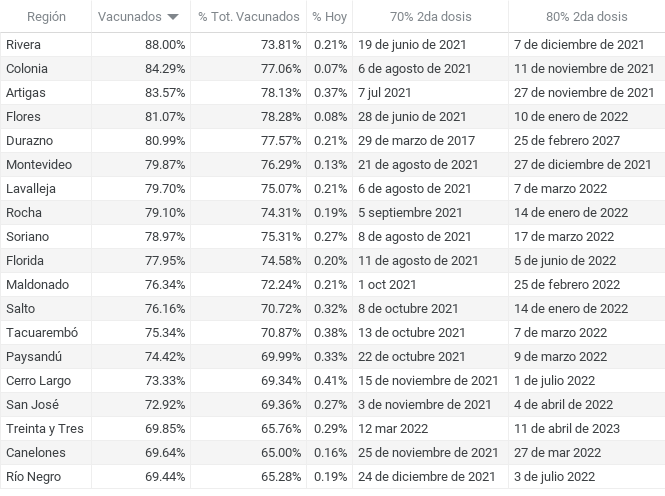 Región Vacunados % Tot. Vacunados % Hoy 70% 2da dosis 80% 2da dosis
Rivera 88.00% 73.81% 0.21% 19 de junio de 2021 7 de diciembre de 2021
Colonia 84.29% 77.06% 0.07% 6 de agosto de 2021 11 de noviembre de 2021
Artigas 83.57% 78.13% 0.37% 7 jul 2021 27 de noviembre de 2021
Flores 81.07% 78.28% 0.08% 28 de junio de 2021 10 de enero de 2022
Durazno 80.99% 77.57% 0.21% 29 de marzo de 2017 25 de febrero 2027
Montevideo 79.87% 76.29% 0.13% 21 de agosto de 2021 27 de diciembre de 2021
Lavalleja 79.70% 75.07% 0.21% 6 de agosto de 2021 7 de marzo 2022
Rocha 79.10% 74.31% 0.19% 5 septiembre 2021 14 de enero de 2022
Soriano 78.97% 75.31% 0.27% 8 de agosto de 2021 17 de marzo 2022
Florida 77.95% 74.58% 0.20% 11 de agosto de 2021 5 de junio de 2022
Maldonado 76.34% 72.24% 0.21% 1 oct 2021 25 de febrero 2022
Salto 76.16% 70.72% 0.32% 8 de octubre 2021 14 de enero de 2022
Tacuarembó 75.34% 70.87% 0.38% 13 de octubre 2021 7 de marzo 2022
Paysandú 74.42% 69.99% 0.33% 22 de octubre 2021 9 de marzo 2022
Cerro Largo 73.33% 69.34% 0.41% 15 de noviembre de 2021 1 de julio 2022
San José 72.92% 69.36% 0.27% 3 de noviembre de 2021 4 de abril de 2022
Treinta y Tres 69.85% 65.76% 0.29% 12 mar 2022 11 de abril de 2023
Canelones 69.64% 65.00% 0.16% 25 de noviembre de 2021 27 de mar 2022
Río Negro 69.44% 65.28% 0.19% 24 de diciembre de 2021 3 de julio 2022